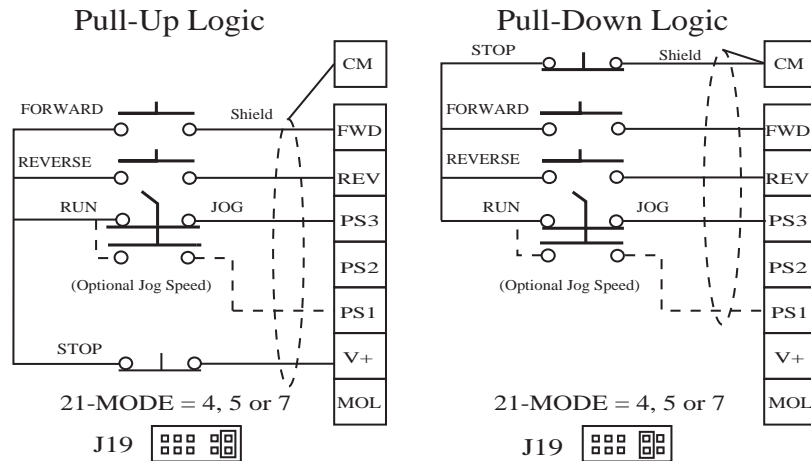 Pull-Up Logic
CM
FORWARD
Shield
FWD
REVERSE
REV
RUN
JOG
PS3
PS2
(Optional Jog Speed)
PS1
STOP
V+
21-MODE = 4, 5 or 7
MOL
J19
Pull-Down Logic
STOP
Shield
CM
FORWARD
FWD
REVERSE
REV
RUN
JOG
PS3
PS2
(Optional Jog Speed)
PS1
V+
21-MODE = 4, 5 or 7
MOL
J19